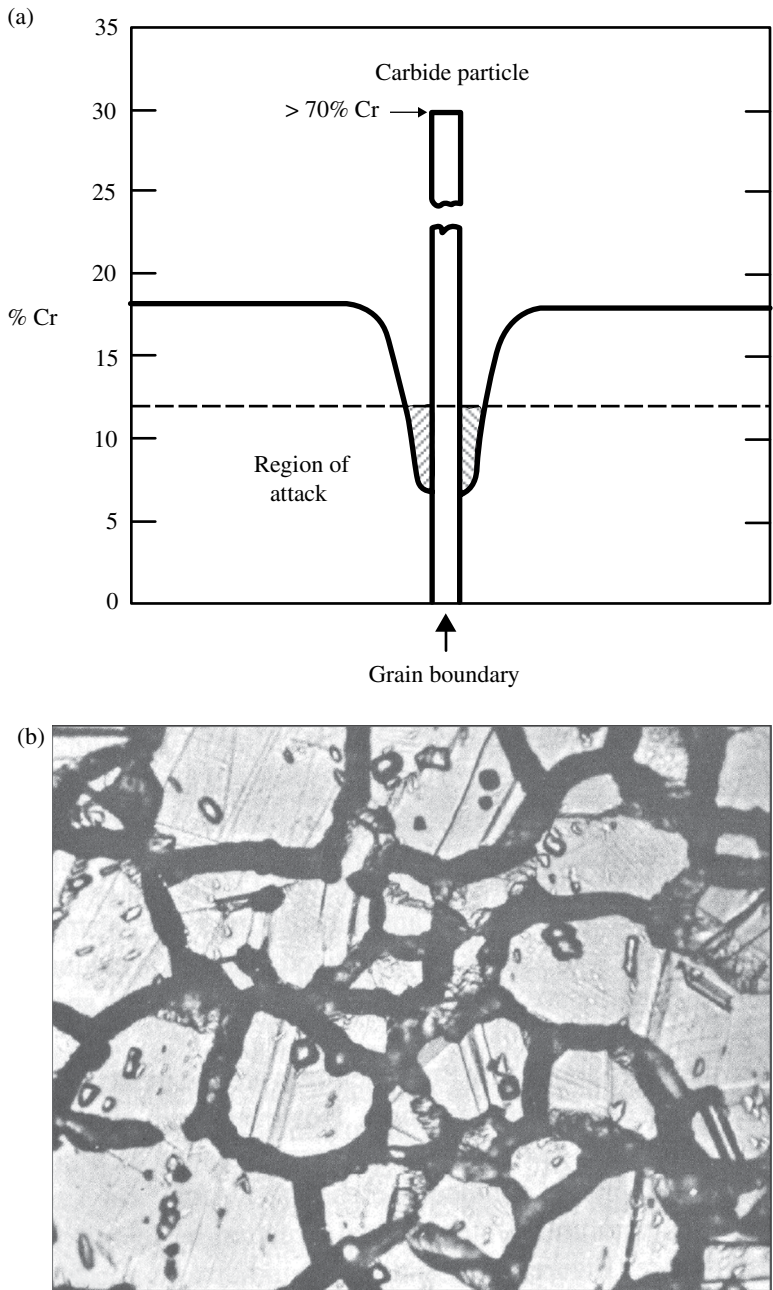 (a)
35
Carbide particle
30
> 70% Cr
25
20
% Cr
15
10
Region of
attack
5
0
Grain boundary
(b)